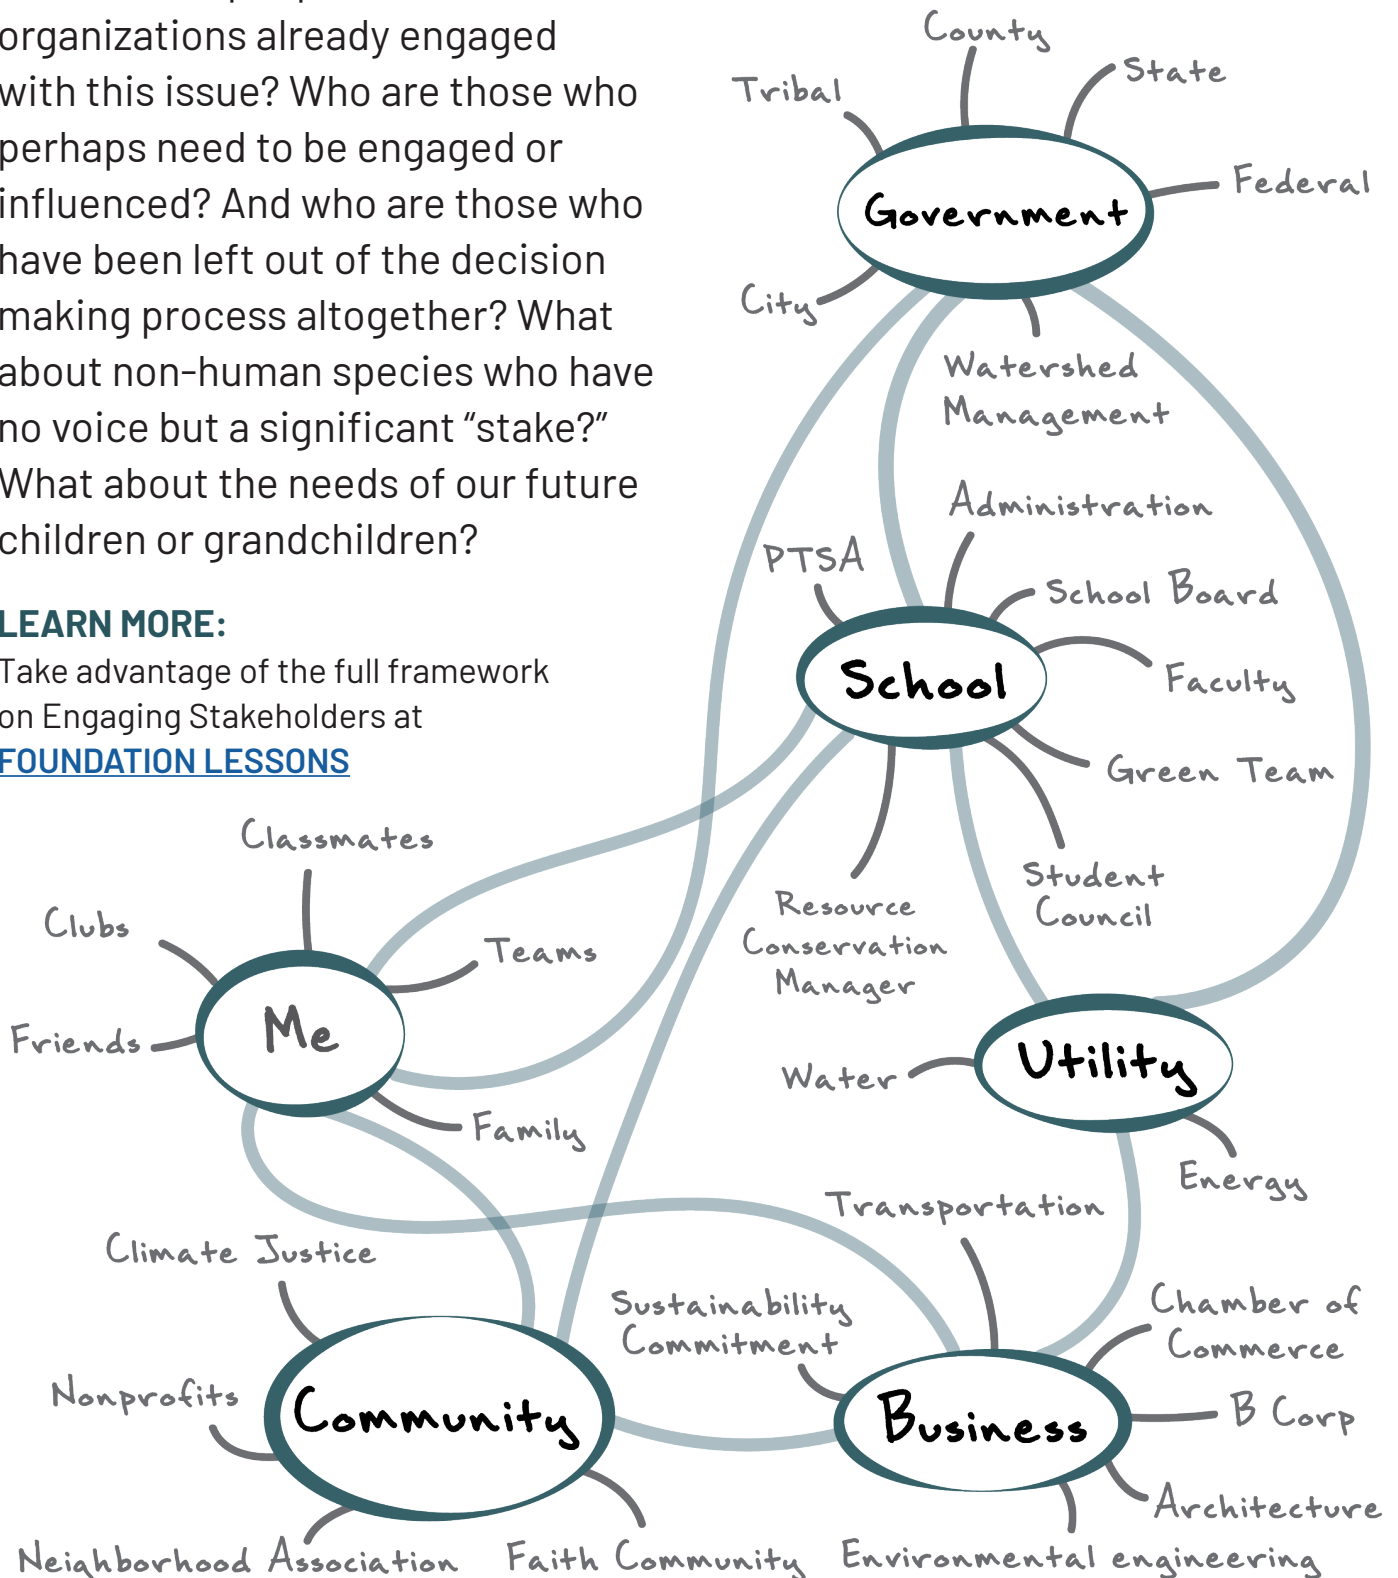 organizations already engaged
with this issue? Who are those who
perhaps need to be engaged or
influenced? And who are those who
have been left out of the decision
making process altogether? What
about non-human species who have
no voice but a significant “stake?”
What about the needs of our future
children or grandchildren?
LEARN MORE:
Take advantage of the full framework
on Engaging Stakeholders at
FOUNDATION LESSONS
County
Tribal
State
Federal
Government
City
Watershed
Management
Administration
PTSA
School Board
School
Faculty
Green Team
Student
Council
Resource
Conservation
Manager
Classmates
Clubs
Teams
Me
Friends
Family
Utility
Water
Energy
Transportation
Climate Justice
Sustainability
Commitment
Chamber of
Commerce
Nonprofits
Community
Business
B Corp
Architecture
Neighborhood Association
Faith Community
Environmental engineering